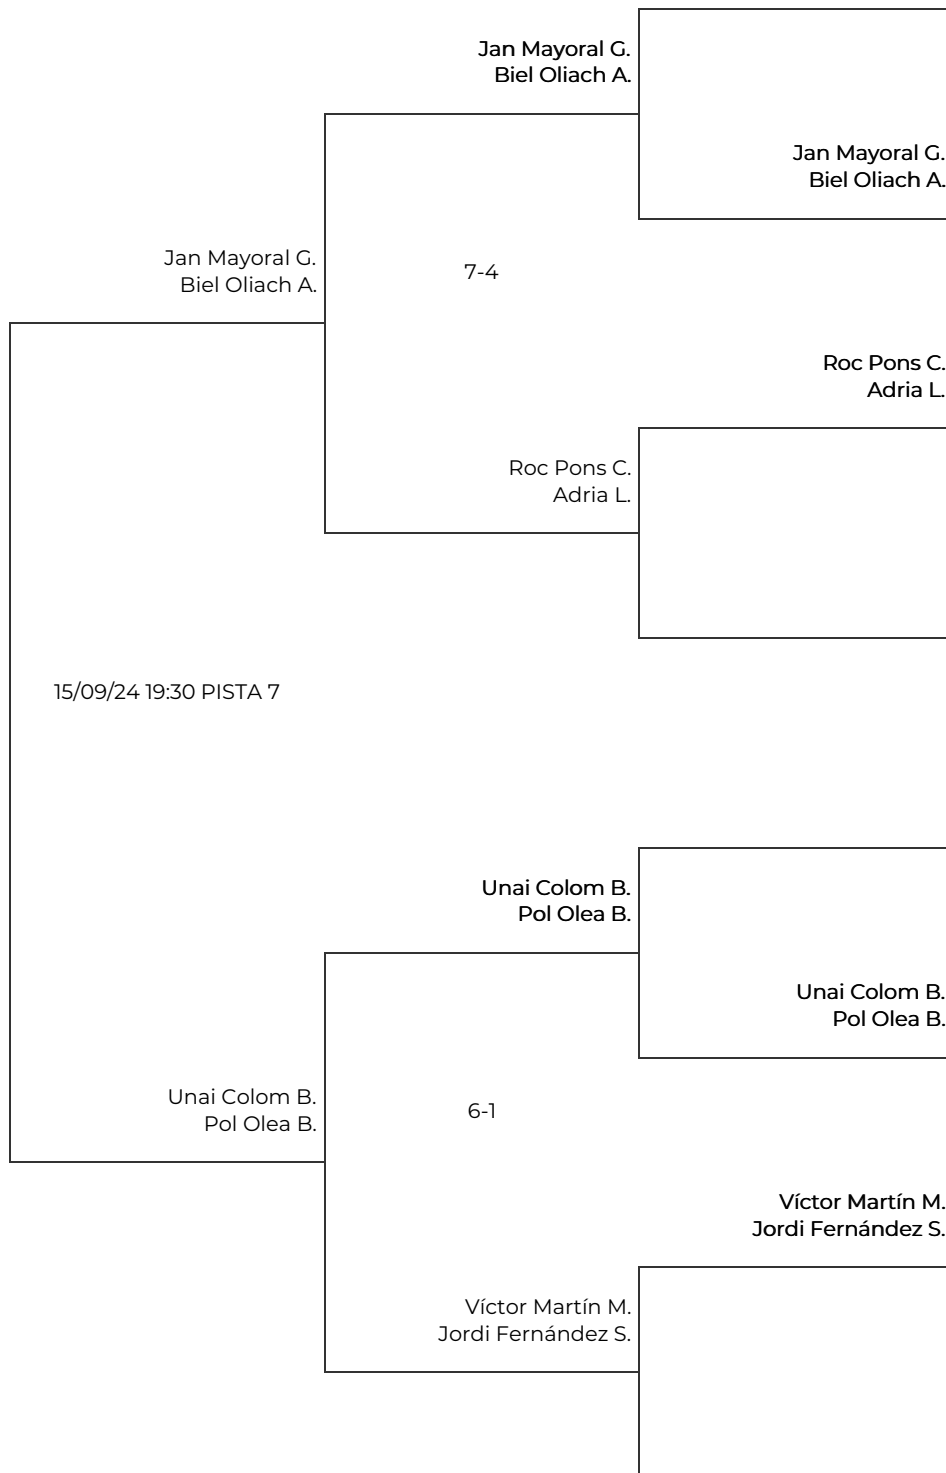 Jan Mayoral G.
Biel Oliach A.
Jan Mayoral G.
Biel Oliach A.
Jan Mayoral G.
Biel Oliach A.
7-4
Roc Pons C.
Adria L.
Roc Pons C.
Adria L.
15/09/24 19:30 PISTA 7
Unai Colom B.
Pol Olea B.
Unai Colom B.
Pol Olea B.
Unai Colom B.
Pol Olea B.
6-1
Víctor Martín M.
Jordi Fernández S.
Víctor Martín M.
Jordi Fernández S.